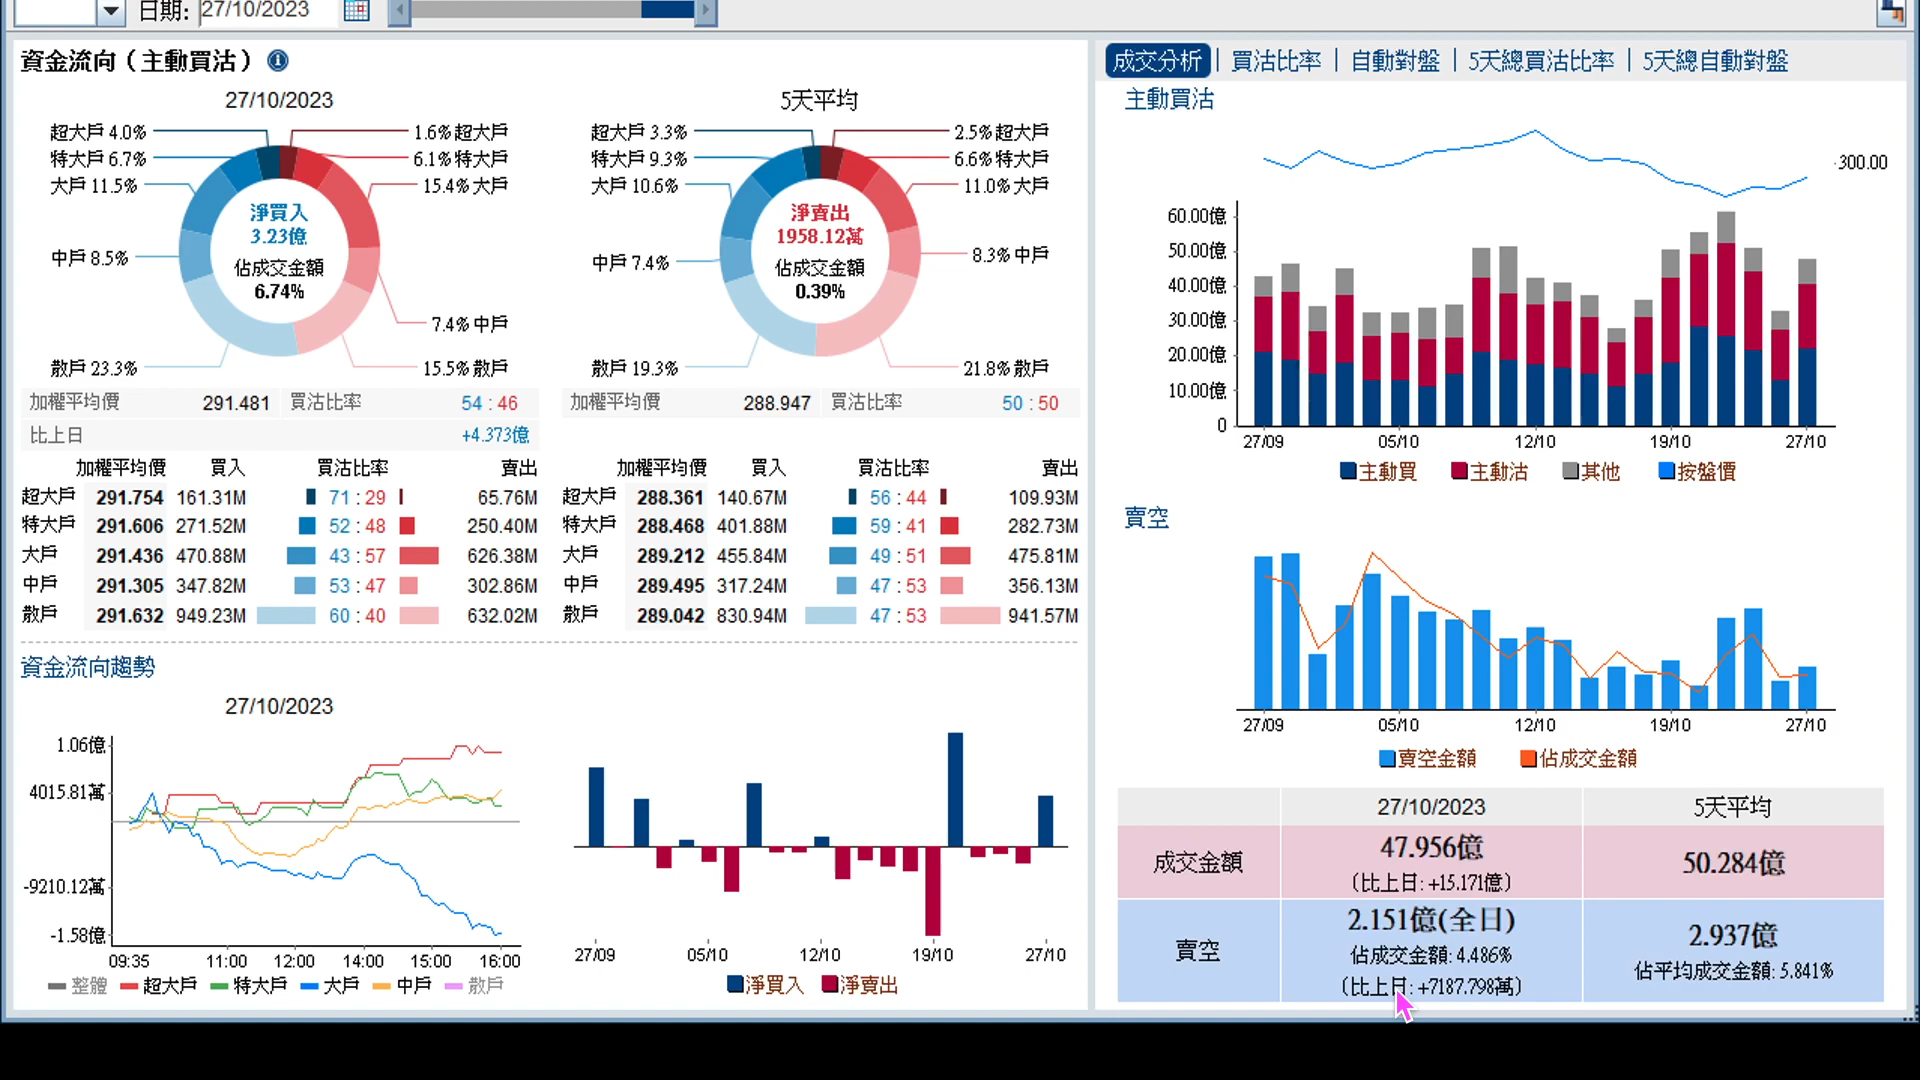 日期: 27/10/2023
資金流向（主動買沽）
27/10/2023
超大戶 4.0%
1.6% 超大戶
特大戶 6.7%
6.1% 特大戶
大戶 11.5%
15.4% 大戶
淨買入
3.23億
佔成交金額
6.74%
中戶 8.5%
7.4% 中戶
散戶 23.3%
15.5% 散戶
加權平均價 291.481 買沽比率 54 : 46
比上日 +4.373億
加權平均價 買入 買沽比率 賣出
超大戶 291.754 161.31M 71 : 29 65.76M
特大戶 291.606 271.52M 52 : 48 250.40M
大戶 291.436 470.88M 43 : 57 626.38M
中戶 291.305 347.82M 53 : 47 302.86M
散戶 291.632 949.23M 60 : 40 632.02M
5天平均
超大戶 3.3%
2.5% 超大戶
特大戶 9.3%
6.6% 特大戶
大戶 10.6%
11.0% 大戶
淨賣出
1958.12萬
佔成交金額
0.39%
中戶 7.4%
8.3% 中戶
散戶 19.3%
21.8% 散戶
加權平均價 288.947 買沽比率 50 : 50
加權平均價 買入 買沽比率 賣出
超大戶 288.361 140.67M 56 : 44 109.93M
特大戶 288.468 401.88M 59 : 41 282.73M
大戶 289.212 455.84M 49 : 51 475.81M
中戶 289.495 317.24M 47 : 53 356.13M
散戶 289.042 830.94M 47 : 53 941.57M
資金流向趨勢
27/10/2023
1.06億
4015.81萬
-9210.12萬
-1.58億
09:35 11:00 12:00 14:00 15:00 16:00
整體 超大戶 特大戶 大戶 中戶 散戶
27/09 05/10 12/10 19/10 27/10
淨買入 淨賣出
成交分析 | 買沽比率 | 自動對盤 | 5天總買沽比率 | 5天總自動對盤
主動買沽
300.00
60.00億
50.00億
40.00億
30.00億
20.00億
10.00億
0
27/09 05/10 12/10 19/10 27/10
主動買 主動沽 其他 按盤價
賣空
27/09 05/10 12/10 19/10 27/10
賣空金額 佔成交金額
27/10/2023 5天平均
成交金額 47.956億 50.284億
(比上日: +15.171億)
賣空 2.151億(全日) 2.937億
佔成交金額: 4.486% 佔平均成交金額: 5.841%
(比上日: +7187.798萬)